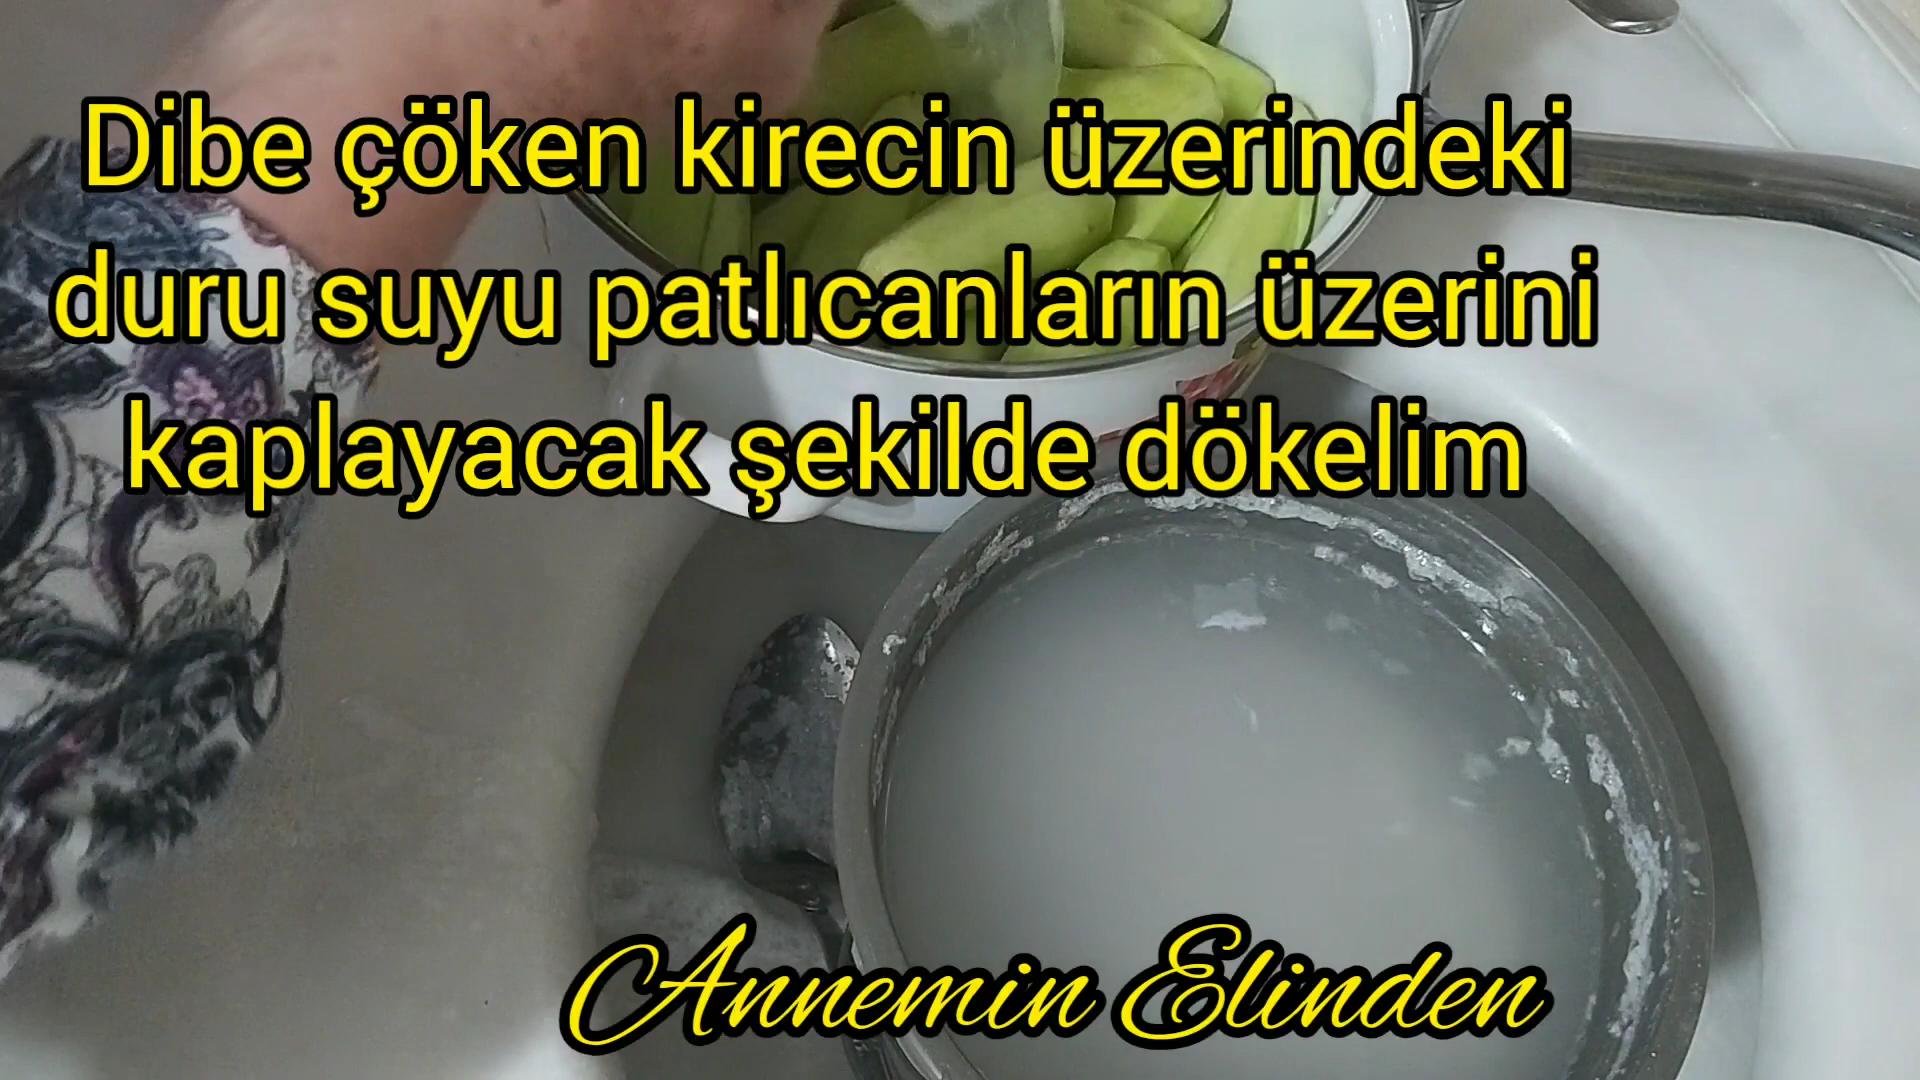 Dibe çöken kirecin üzerindeki
duru suyu patlıcanların üzerini
kaplayacak şekilde dökelim
Annemin Elinden